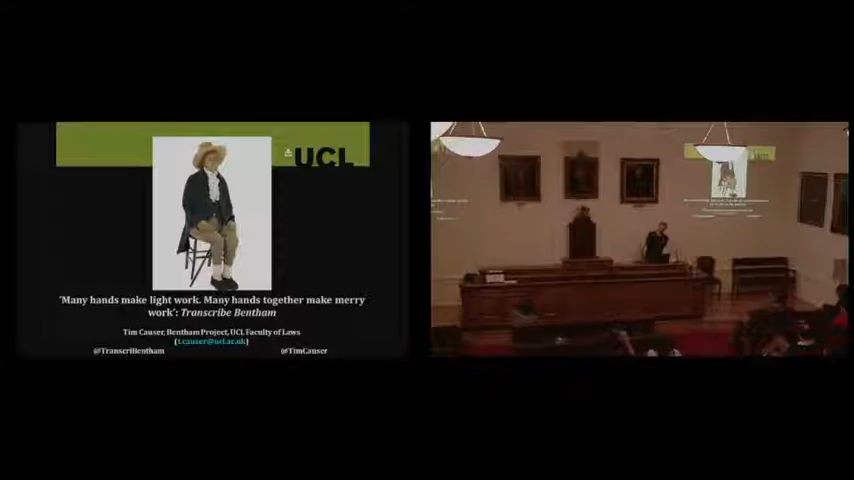 UCL
'Many hands make light work. Many hands together make merry
work': Transcribe Bentham
Tim Causer, Bentham Project, UCL Faculty of Laws
(t.causer@ucl.ac.uk)
@TranscriBentham
@TimCauser